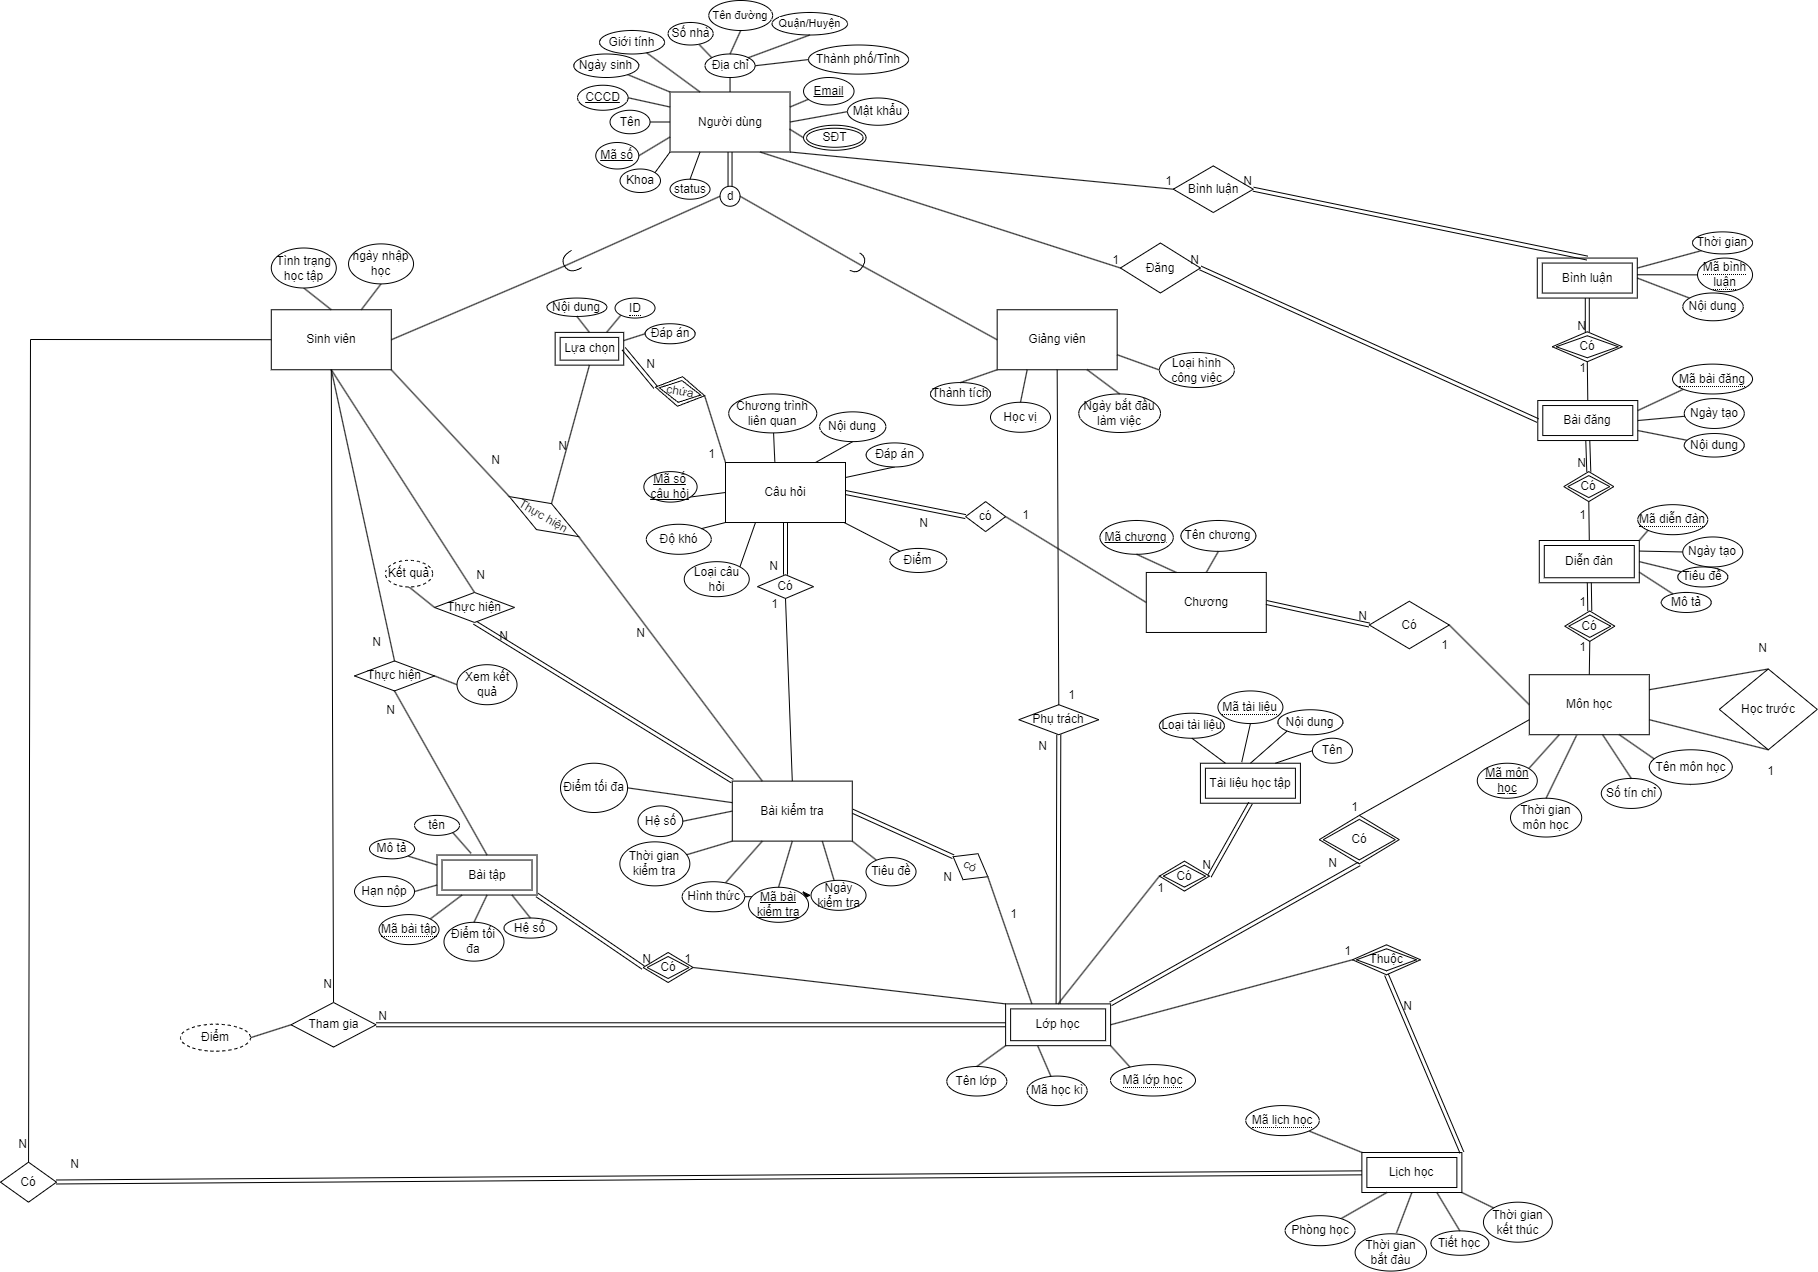 Tên đường
Số nhà
Quận/Huyện
Giới tính
Địa chỉ
Thành phố/Tỉnh
Ngày sinh
CCCD
Email
Mật khẩu
Tên
Người dùng
SĐT
Mã số
Khoa
status
d
1
Bình luận
N
1
Đăng
N
Thời gian
Bình luận
Mã bình
luận
Nội dung
N
Có
1
Tình trạng
học tập
ngày nhập
học
Sinh viên
Nội dung
ID
Đáp án
Lựa chọn
N
chứa
1
Giảng viên
Loại hình
công việc
Thành tích
Học vị
Ngày bắt đầu
làm việc
Mã bài đăng
Ngày tạo
Bài đăng
Nội dung
N
Có
1
Chương trình
liên quan
Nội dung
Đáp án
Mã số
câu hỏi
Câu hỏi
Độ khó
Loại câu
hỏi
Điểm
N
có
1
N
N
Thực hiện
N
N
Có
1
Mã chương
Tên chương
Chương
N
Có
1
Mã diễn đàn
Ngày tạo
Diễn đàn
Tiêu đề
Mô tả
1
Có
1
Kết quả
N
Thực hiện
N
N
Thực hiện
Xem kết
quả
N
1
Phụ trách
N
Môn học
N
Học trước
1
Mã môn
học
Thời gian
môn học
Số tín chỉ
Tên môn học
Loại tài liệu
Mã tài liệu
Nội dung
Tên
Tài liệu học tập
N
Có
1
1
Có
N
Điểm tối đa
Hệ số
Bài kiểm tra
Thời gian
kiểm tra
Hình thức
Mã bài
kiểm tra
Ngày
kiểm tra
Tiêu đề
N
có
1
tên
Mô tả
Bài tập
Hạn nộp
Mã bài tập
Điểm tối
đa
Hệ số
N
Có
1
1
Thuộc
N
N
Tham gia
N
Điểm
Lớp học
Tên lớp
Mã học kì
Mã lớp học
Mã lịch học
N
Có
N
Lịch học
Phòng học
Thời gian
bắt đầu
Tiết học
Thời gian
kết thúc